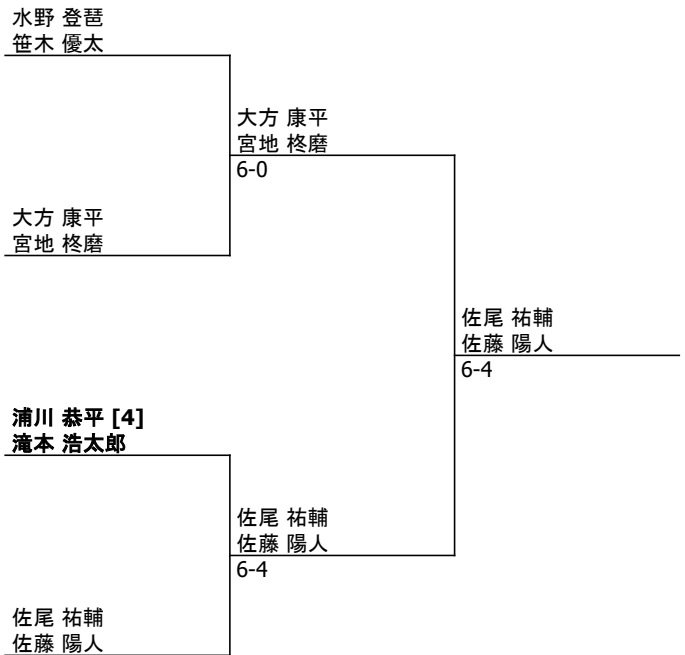 水野 登琶
笹木 優太
大方 康平
宮地 柊磨
6-0
大方 康平
宮地 柊磨
佐尾 祐輔
佐藤 陽人
6-4
浦川 恭平 [4]
滝本 浩太郎
佐尾 祐輔
佐藤 陽人
6-4
佐尾 祐輔
佐藤 陽人